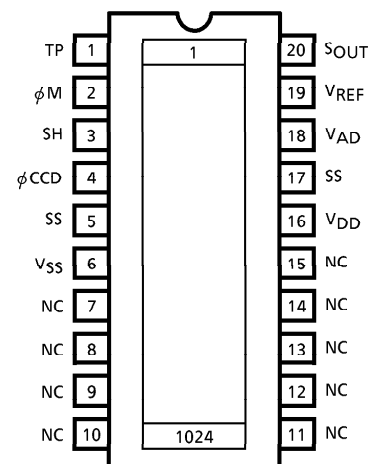 TP 1 1 20 SOUT
ϕM 2 19 VREF
SH 3 18 VAD
ϕCCD 4 17 SS
SS 5 16 VDD
VSS 6 15 NC
NC 7 14 NC
NC 8 13 NC
NC 9 12 NC
NC 10 1024 11 NC